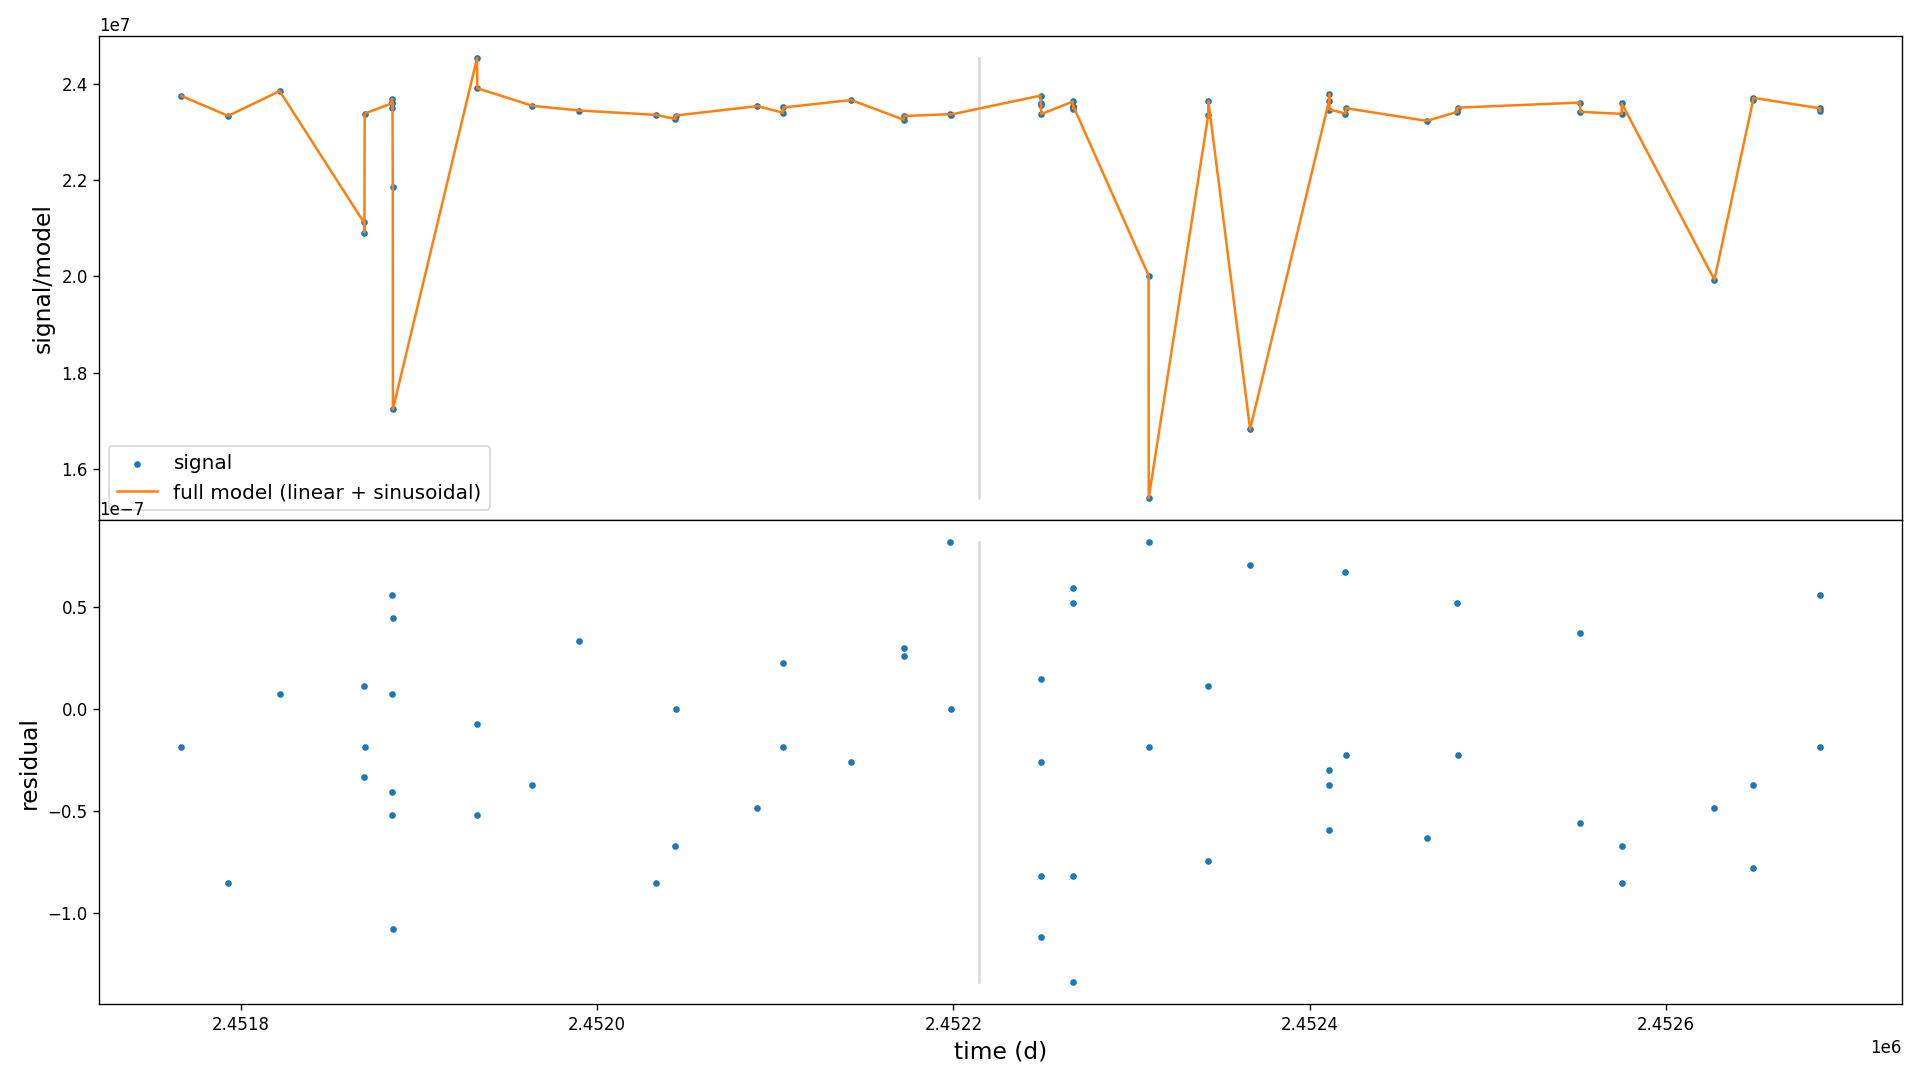 1e7
2.4
2.2
2.0
1.8
1.6
signal/model
signal
full model (linear + sinusoidal)
1e−7
0.5
0.0
−0.5
−1.0
residual
2.4518
2.4520
2.4522
2.4524
2.4526
1e6
time (d)